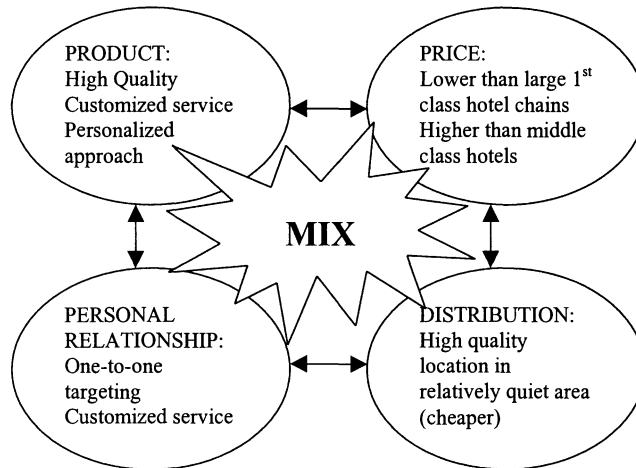 PRODUCT:
High Quality
Customized service
Personalized
approach
PRICE:
Lower than large 1st
class hotel chains
Higher than middle
class hotels
MIX
PERSONAL
RELATIONSHIP:
One-to-one
targeting
Customized service
DISTRIBUTION:
High quality
location in
relatively quiet area
(cheaper)